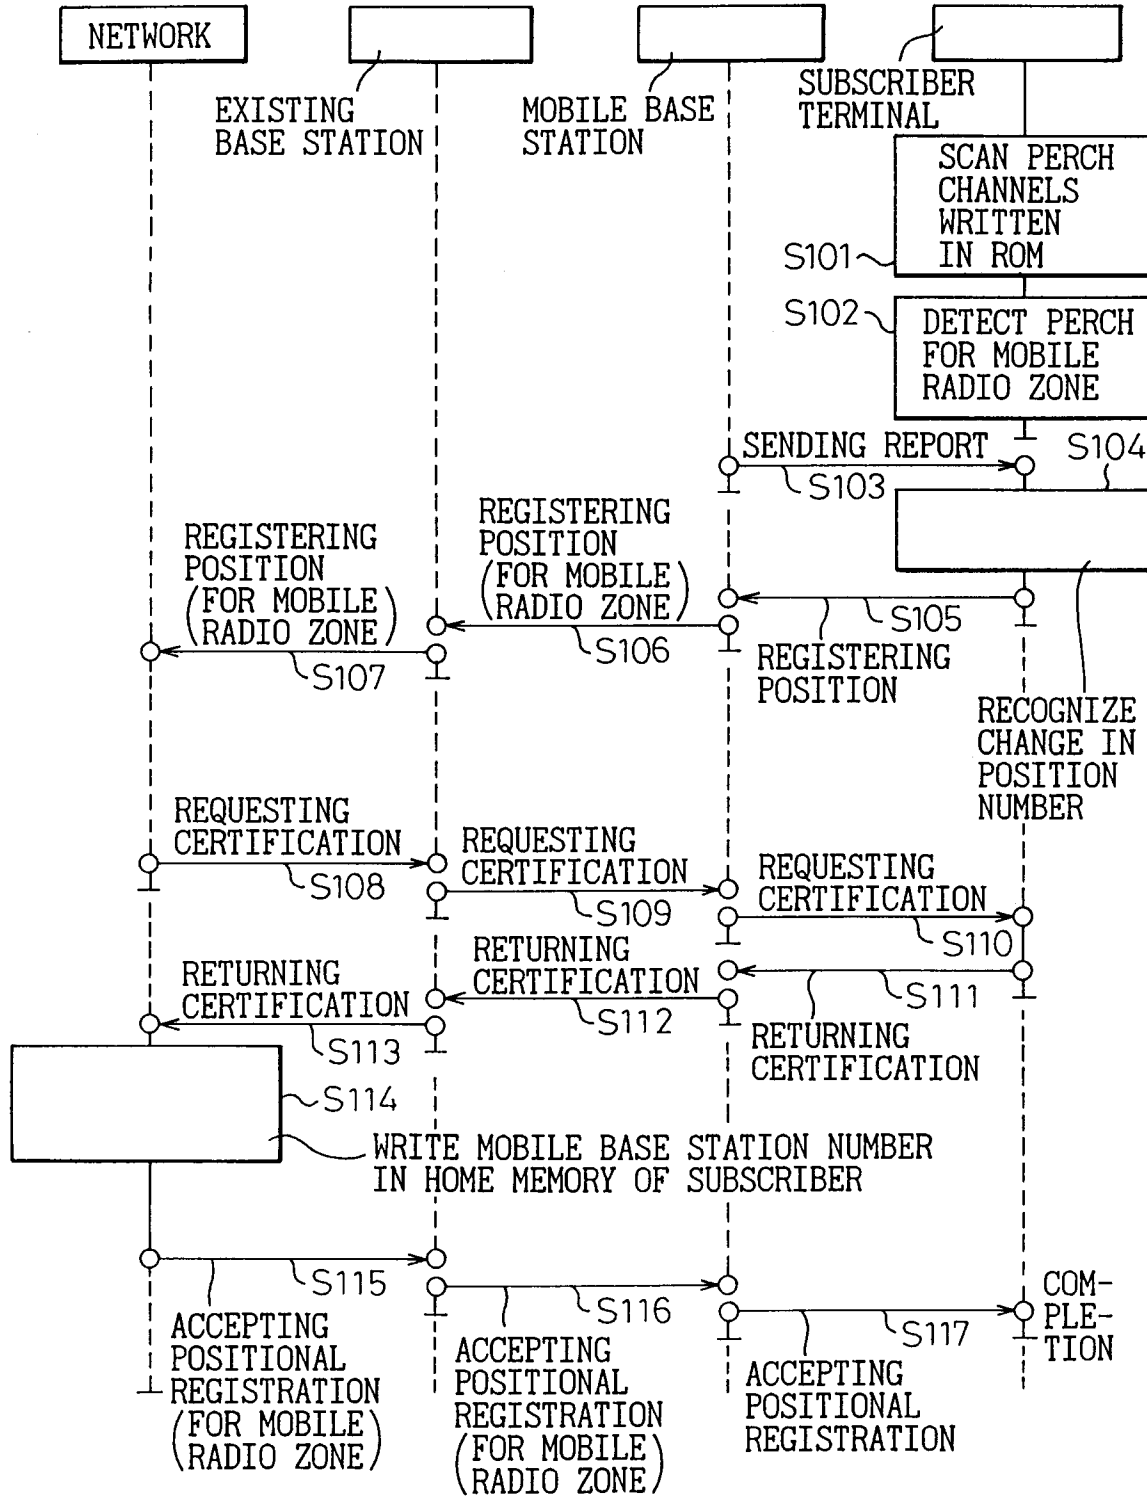 NETWORK
EXISTING
BASE STATION
MOBILE BASE
STATION
SUBSCRIBER
TERMINAL
SCAN PERCH
CHANNELS
WRITTEN
IN ROM
S101
S102
DETECT PERCH
FOR MOBILE
RADIO ZONE
SENDING REPORT
S103
S104
REGISTERING
POSITION
(FOR MOBILE
RADIO ZONE)
S107
REGISTERING
POSITION
(FOR MOBILE
RADIO ZONE)
S106
S105
REGISTERING
POSITION
RECOGNIZE
CHANGE IN
POSITION
NUMBER
REQUESTING
CERTIFICATION
S108
REQUESTING
CERTIFICATION
S109
REQUESTING
CERTIFICATION
S110
RETURNING
CERTIFICATION
S113
RETURNING
CERTIFICATION
S112
S111
RETURNING
CERTIFICATION
S114
WRITE MOBILE BASE STATION NUMBER
IN HOME MEMORY OF SUBSCRIBER
S115
S116
S117
COM-
PLE-
TION
ACCEPTING
POSITIONAL
REGISTRATION
(FOR MOBILE
RADIO ZONE)
ACCEPTING
POSITIONAL
REGISTRATION
(FOR MOBILE
RADIO ZONE)
ACCEPTING
POSITIONAL
REGISTRATION